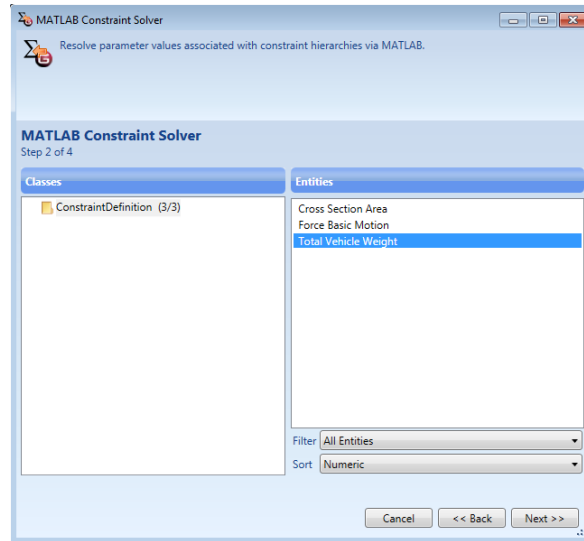 MATLAB Constraint Solver
Resolve parameter values associated with constraint hierarchies via MATLAB.
MATLAB Constraint Solver
Step 2 of 4
Classes
ConstraintDefinition (3/3)
Entities
Cross Section Area
Force Basic Motion
Total Vehicle Weight
Filter All Entities
Sort Numeric
Cancel << Back Next >>